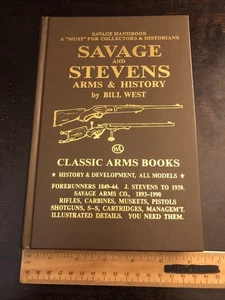 SAVAGE HANDBOOK
A "MUST" FOR COLLECTORS & HISTORIANS
SAVAGE
AND
STEVENS
ARMS & HISTORY
by BILL WEST
CLASSIC ARMS BOOKS
★ HISTORY & DEVELOPMENT, ALL MODELS ★
FORERUNNERS 1849-64. J. STEVENS TO 1939.
SAVAGE ARMS CO., 1893-1990
RIFLES, CARBINES, MUSKETS, PISTOLS
SHOTGUNS, S-S, CARTRIDGES, MANAGEM'T.
ILLUSTRATED DETAILS. YOU NEED THEM.